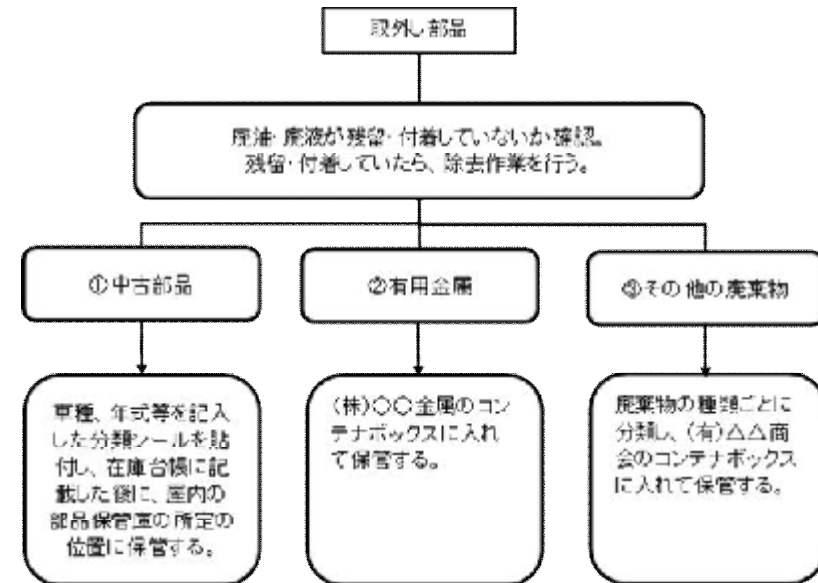 取外し部品
廃油・廃液が残留・付着していないか確認。
残留・付着していたら、除去作業を行う。
①中古部品
②有用金属
③その他の廃棄物
車種、年式等を記入
した分類シールを貼
付し、在庫台帳に記
載した後に、屋内の
部品保管庫の所定の
位置に保管する。
(株)〇〇金属のコン
テナボックスに入れ
て保管する。
廃棄物の種類ごとに
分類し、(有)△△商
会のコンテナボックス
に入れて保管する。